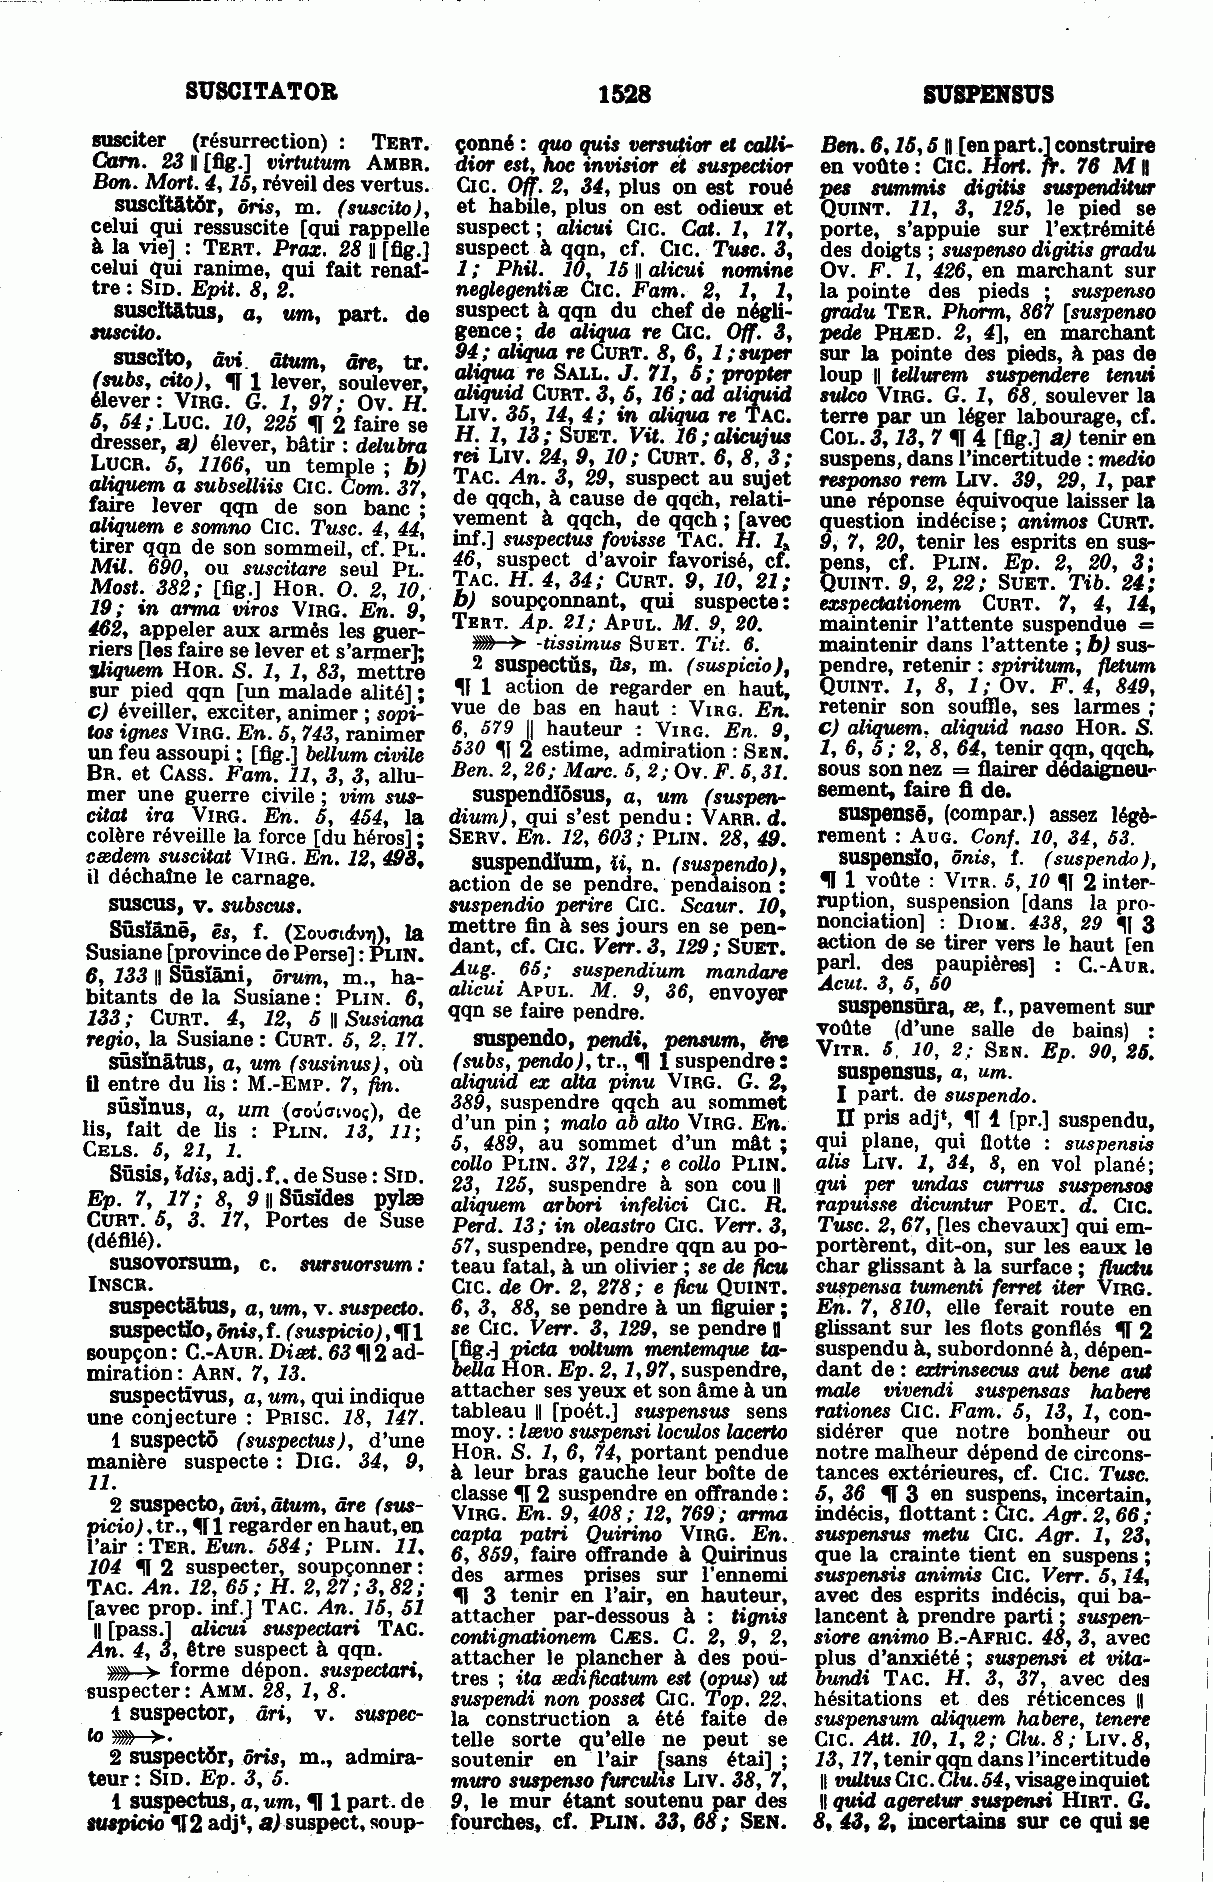 SUSCITATOR
1528
SUSPENSUS
susciter (résurrection) : TERT.
Carn. 23 || [fig.] virtutum AMBR.
Bon. Mort. 4, 15, réveil des vertus.
suscĭtātŏr, ōris, m. (suscito),
celui qui ressuscite [qui rappelle
à la vie] : TERT. Prax. 28 || [fig.]
celui qui ranime, qui fait renaî-
tre : SID. Epit. 8, 2.
suscĭtātus, a, um, part. de
suscito.
suscĭto, āvi ātum, āre, tr.
(subs, cito), ¶ 1 lever, soulever,
élever : VIRG. G. 1, 97; OV. H.
5, 54; LUC. 10, 225 ¶ 2 faire se
dresser, a) élever, bâtir : delubra
LUCR. 5, 1166, un temple ; b)
aliquem a subselliis CIC. Com. 37,
faire lever qqn de son banc ;
aliquem e somno CIC. Tusc. 4, 44,
tirer qqn de son sommeil, cf. PL.
Mil. 690, ou suscitare seul PL.
Most. 382; [fig.] HOR. O. 2, 10,
19; in arma viros VIRG. En. 9,
462, appeler aux armés les guer-
riers [les faire se lever et s'armer];
aliquem HOR. S. 1, 1, 83, mettre
sur pied qqn [un malade alité];
c) éveiller, exciter, animer ; sopi-
tos ignes VIRG. En. 5, 743, ranimer
un feu assoupi ; [fig.] bellum civile
BR. et CASS. Fam. 11, 3, 3, allu-
mer une guerre civile ; vim sus-
citat ira VIRG. En. 5, 454, la
colère réveille la force [du héros];
cædem suscitat VIRG. En. 12, 498,
il déchaîne le carnage.
suscus, v. subscus.
Sūsĭānē, ēs, f. (Σουσιάνη), la
Susiane [province de Perse] : PLIN.
6, 133 || Sūsĭāni, ōrum, m., ha-
bitants de la Susiane : PLIN. 6,
133; CURT. 4, 12, 5 || Susiana
regio, la Susiane : CURT. 5, 2, 17.
sūsĭnātus, a, um (susinus), où
il entre du lis : M.-EMP. 7, fin.
sūsĭnus, a, um (σούσινος), de
lis, fait de lis : PLIN. 13, 11;
CELS. 5, 21, 1.
Sūsis, ĭdis, adj. f., de Suse : SID.
Ep. 7, 17; 8, 9 || Sūsĭdes pylæ
CURT. 5, 3. 17, Portes de Suse
(défilé).
susovorsum, c. sursuorsum :
INSCR.
suspectātus, a, um, v. suspecto.
suspectĭo, ōnis, f. (suspicio), ¶ 1
soupçon : C.-AUR. Diæt. 63 ¶ 2 ad-
miration : ARN. 7, 13.
suspectīvus, a, um, qui indique
une conjecture : PRISC. 18, 147.
1 suspectō (suspectus), d'une
manière suspecte : DIG. 34, 9,
11.
2 suspecto, āvi, ātum, āre (sus-
picio), tr., ¶ 1 regarder en haut, en
l'air : TER. Eun. 584; PLIN. 11,
104 ¶ 2 suspecter, soupçonner :
TAC. An. 12, 65; H. 2, 27; 3, 82;
[avec prop. inf.] TAC. An. 15, 51
|| [pass.] alicui suspectari TAC.
An. 4, 3, être suspect à qqn.
forme dépon. suspectari,
suspecter : AMM. 28, 1, 8.
1 suspector, āri, v. suspec-
to.
2 suspectŏr, ōris, m., admira-
teur : SID. Ep. 3, 5.
1 suspectus, a, um, ¶ 1 part. de
suspicio ¶ 2 adjᵗ, a) suspect, soup-
çonné : quo quis versutior et calli-
dior est, hoc invisior et suspectior
CIC. Off. 2, 34, plus on est roué
et habile, plus on est odieux et
suspect ; alicui CIC. Cat. 1, 17,
suspect à qqn, cf. CIC. Tusc. 3,
1; Phil. 10, 15 || alicui nomine
neglegentiæ CIC. Fam. 2, 1, 1,
suspect à qqn du chef de négli-
gence ; de aliqua re CIC. Off. 3,
94; aliqua re CURT. 8, 6, 1; super
aliqua re SALL. J. 71, 5; propter
aliquid CURT. 3, 5, 16; ad aliquid
LIV. 35, 14, 4; in aliqua re TAC.
H. 1, 13; SUET. Vit. 16; alicujus
rei LIV. 24, 9, 10; CURT. 6, 8, 3;
TAC. An. 3, 29, suspect au sujet
de qqch, à cause de qqch, relati-
vement à qqch, de qqch ; [avec
inf.] suspectus fovisse TAC. H. 1,
46, suspect d'avoir favorisé, cf.
TAC. H. 4, 34; CURT. 9, 10, 21;
b) soupçonnant, qui suspecte :
TERT. Ap. 21; APUL. M. 9, 20.
-tissimus SUET. Tit. 6.
2 suspectŭs, ūs, m. (suspicio),
¶ 1 action de regarder en haut,
vue de bas en haut : VIRG. En.
6, 579 || hauteur : VIRG. En. 9,
530 ¶ 2 estime, admiration : SEN.
Ben. 2, 26; Marc. 5, 2; OV. F. 5, 31.
suspendĭōsus, a, um (suspen-
dium), qui s'est pendu : VARR. d.
SERV. En. 12, 603; PLIN. 28, 49.
suspendĭum, ĭi, n. (suspendo),
action de se pendre, pendaison :
suspendio perire CIC. Scaur. 10,
mettre fin à ses jours en se pen-
dant, cf. CIC. Verr. 3, 129; SUET.
Aug. 65; suspendium mandare
alicui APUL. M. 9, 36, envoyer
qqn se faire pendre.
suspendo, pendi, pensum, ĕre
(subs, pendo), tr., ¶ 1 suspendre :
aliquid ex alta pinu VIRG. G. 2,
389, suspendre qqch au sommet
d'un pin ; malo ab alto VIRG. En.
5, 489, au sommet d'un mât ;
collo PLIN. 37, 124; e collo PLIN.
23, 125, suspendre à son cou ||
aliquem arbori infelici CIC. R.
Perd. 13; in oleastro CIC. Verr. 3,
57, suspendre, pendre qqn au po-
teau fatal, à un olivier ; se de ficu
CIC. de Or. 2, 278; e ficu QUINT.
6, 3, 88, se pendre à un figuier ;
se CIC. Verr. 3, 129, se pendre ||
[fig.] picta voltum mentemque ta-
bella HOR. Ep. 2, 1, 97, suspendre,
attacher ses yeux et son âme à un
tableau || [poét.] suspensus sens
moy. : lævo suspensi loculos lacerto
HOR. S. 1, 6, 74, portant pendue
à leur bras gauche leur boîte de
classe ¶ 2 suspendre en offrande :
VIRG. En. 9, 408; 12, 769; arma
capta patri Quirino VIRG. En.
6, 859, faire offrande à Quirinus
des armes prises sur l'ennemi
¶ 3 tenir en l'air, en hauteur,
attacher par-dessous à : tignis
contignationem CÆS. C. 2, 9, 2,
attacher le plancher à des pou-
tres ; ita ædificatum est (opus) ut
suspendi non posset CIC. Top. 22,
la construction a été faite de
telle sorte qu'elle ne peut se
soutenir en l'air [sans étai] ;
muro suspenso furculis LIV. 38, 7,
9, le mur étant soutenu par des
fourches, cf. PLIN. 33, 68; SEN.
Ben. 6, 15, 5 || [en part.] construire
en voûte : CIC. Hort. fr. 76 M ||
pes summis digitis suspenditur
QUINT. 11, 3, 125, le pied se
porte, s'appuie sur l'extrémité
des doigts ; suspenso digitis gradu
OV. F. 1, 426, en marchant sur
la pointe des pieds ; suspenso
gradu TER. Phorm, 867 [suspenso
pede PHÆD. 2, 4], en marchant
sur la pointe des pieds, à pas de
loup || tellurem suspendere tenui
sulco VIRG. G. 1, 68, soulever la
terre par un léger labourage, cf.
COL. 3, 13, 7 ¶ 4 [fig.] a) tenir en
suspens, dans l'incertitude : medio
responso rem LIV. 39, 29, 1, par
une réponse équivoque laisser la
question indécise ; animos CURT.
9, 7, 20, tenir les esprits en sus-
pens, cf. PLIN. Ep. 2, 20, 3;
QUINT. 9, 2, 22; SUET. Tib. 24;
exspectationem CURT. 7, 4, 14,
maintenir l'attente suspendue =
maintenir dans l'attente ; b) sus-
pendre, retenir : spiritum, fletum
QUINT. 1, 8, 1; OV. F. 4, 849,
retenir son souffle, ses larmes ;
c) aliquem, aliquid naso HOR. S.
1, 6, 5; 2, 8, 64, tenir qqn, qqch,
sous son nez = flairer dédaigneu-
sement, faire fi de.
suspensē, (compar.) assez légè-
rement : AUG. Conf. 10, 34, 53.
suspensĭo, ōnis, f. (suspendo),
¶ 1 voûte : VITR. 5, 10 ¶ 2 inter-
ruption, suspension [dans la pro-
nonciation] : DIOM. 438, 29 ¶ 3
action de se tirer vers le haut [en
parl. des paupières] : C.-AUR.
Acut. 3, 5, 50
suspensūra, æ, f., pavement sur
voûte (d'une salle de bains) :
VITR. 5, 10, 2; SEN. Ep. 90, 25.
suspensus, a, um.
I part. de suspendo.
II pris adjᵗ, ¶ 1 [pr.] suspendu,
qui plane, qui flotte : suspensis
alis LIV. 1, 34, 8, en vol plané;
qui per undas currus suspensos
rapuisse dicuntur POET. d. CIC.
Tusc. 2, 67, [les chevaux] qui em-
portèrent, dit-on, sur les eaux le
char glissant à la surface ; fluctu
suspensa tumenti ferret iter VIRG.
En. 7, 810, elle ferait route en
glissant sur les flots gonflés ¶ 2
suspendu à, subordonné à, dépen-
dant de : extrinsecus aut bene aut
male vivendi suspensas habere
rationes CIC. Fam. 5, 13, 1, con-
sidérer que notre bonheur ou
notre malheur dépend de circons-
tances extérieures, cf. CIC. Tusc.
5, 36 ¶ 3 en suspens, incertain,
indécis, flottant : CIC. Agr. 2, 66;
suspensus metu CIC. Agr. 1, 23,
que la crainte tient en suspens ;
suspensis animis CIC. Verr. 5, 14,
avec des esprits indécis, qui ba-
lancent à prendre parti ; suspen-
siore animo B.-AFRIC. 48, 3, avec
plus d'anxiété ; suspensi et vita-
bundi TAC. H. 3, 37, avec des
hésitations et des réticences ||
suspensum aliquem habere, tenere
CIC. Att. 10, 1, 2; Clu. 8; LIV. 8,
13, 17, tenir qqn dans l'incertitude
|| vultus CIC. Clu. 54, visage inquiet
|| quid ageretur suspensi HIRT. G.
8, 43, 2, incertains sur ce qui se